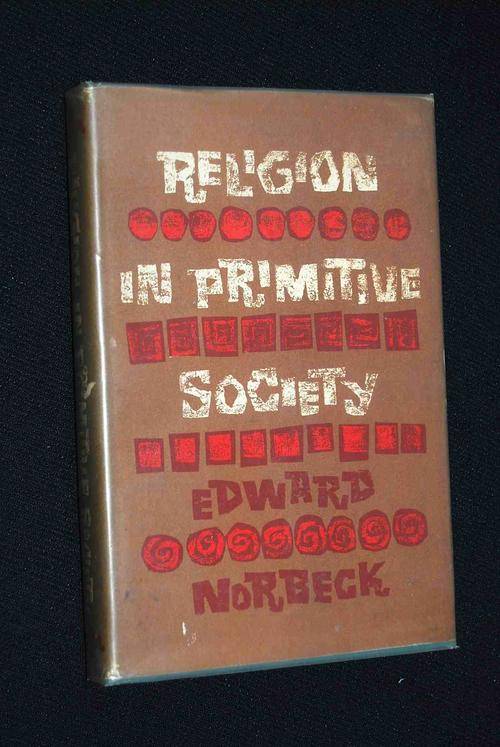 RELIGION
IN PRIMITIVE
SOCIETY
EDWARD
NORBECK